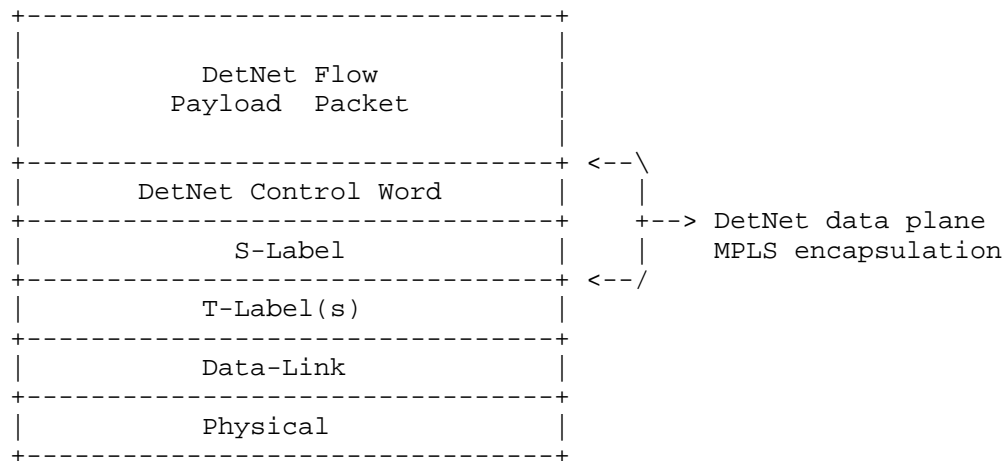 DetNet Flow
Payload Packet
<--\
DetNet Control Word |
+--> DetNet data plane
S-Label | MPLS encapsulation
<--/
T-Label(s)
Data-Link
Physical